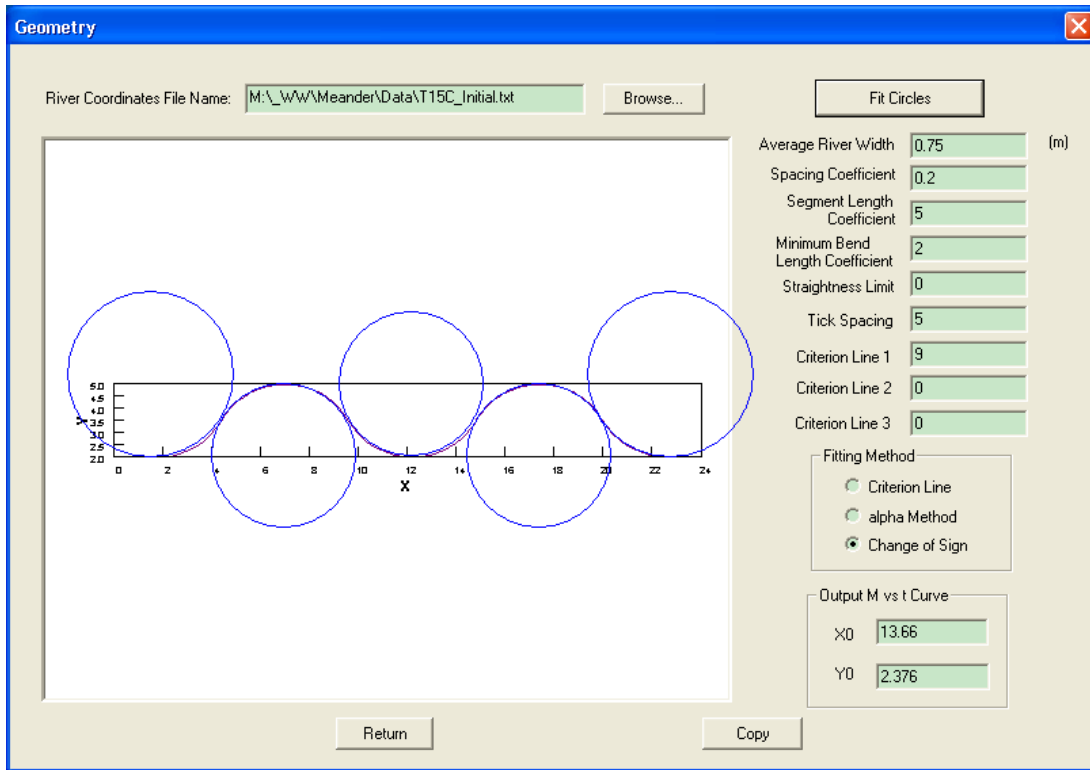 Geometry
River Coordinates File Name: M:\_WW\Meander\Data\T15C_Initial.txt Browse... Fit Circles
Average River Width 0.75 (m)
Spacing Coefficient 0.2
Segment Length
Coefficient 5
Minimum Bend
Length Coefficient 2
Straightness Limit 0
Tick Spacing 5
Criterion Line 1 9
Criterion Line 2 0
Criterion Line 3 0
Fitting Method
Criterion Line
alpha Method
Change of Sign
Output M vs t Curve
X0 13.66
Y0 2.376
5.0
4.5
4.0
3.5
3.0
2.5
2.0
Y
0 2 4 6 8 10 12 14 16 18 20 22 24
X
Return Copy